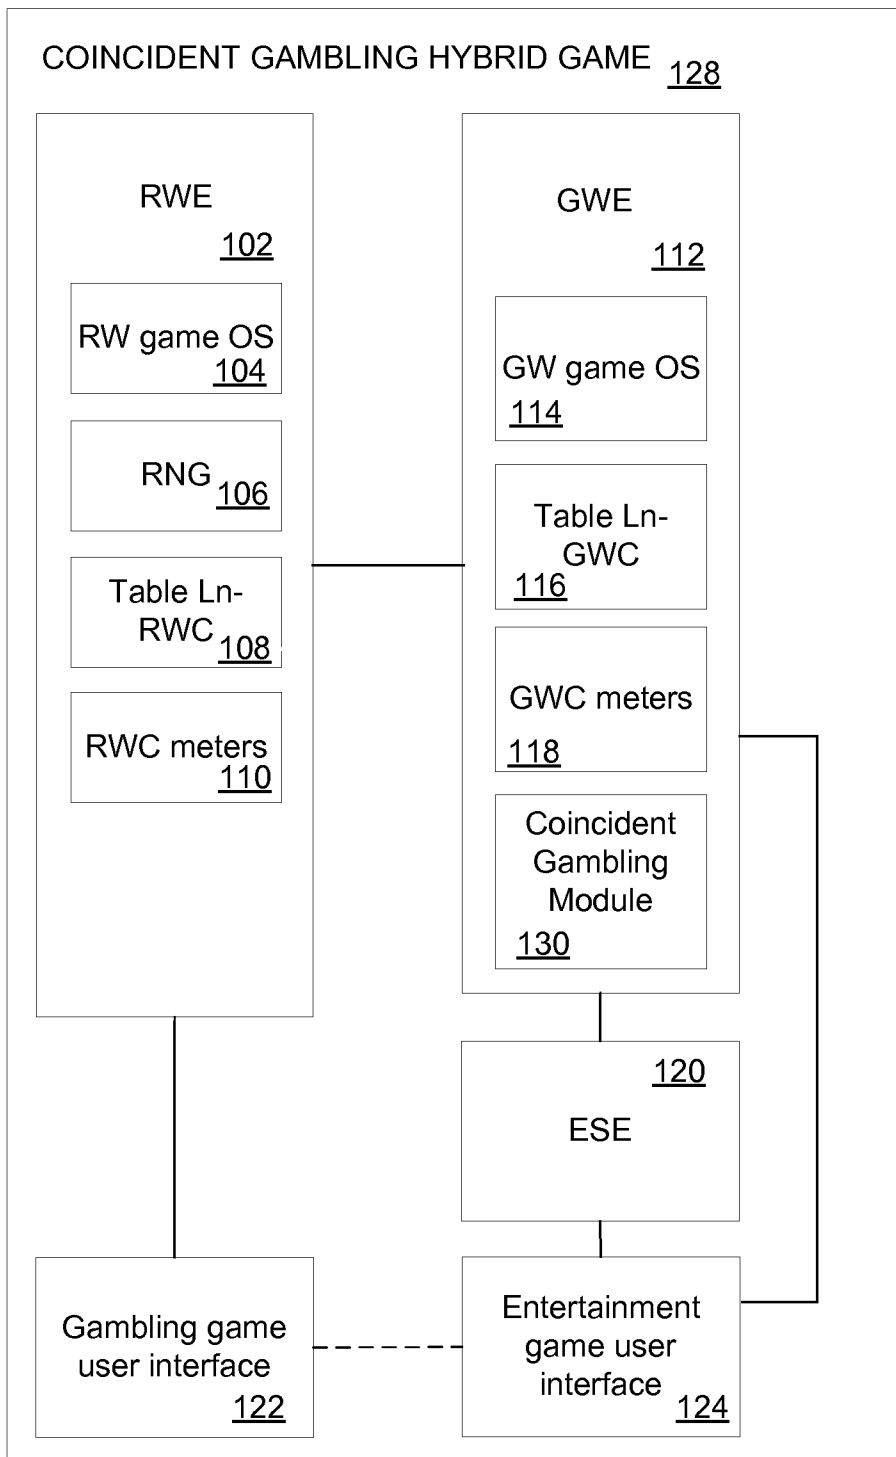 COINCIDENT GAMBLING HYBRID GAME 128
RWE
102
RW game OS
104
RNG
106
Table Ln-
RWC
108
RWC meters
110
GWE
112
GW game OS
114
Table Ln-
GWC
116
GWC meters
118
Coincident
Gambling
Module
130
120
ESE
Gambling game
user interface
122
Entertainment
game user
interface
124